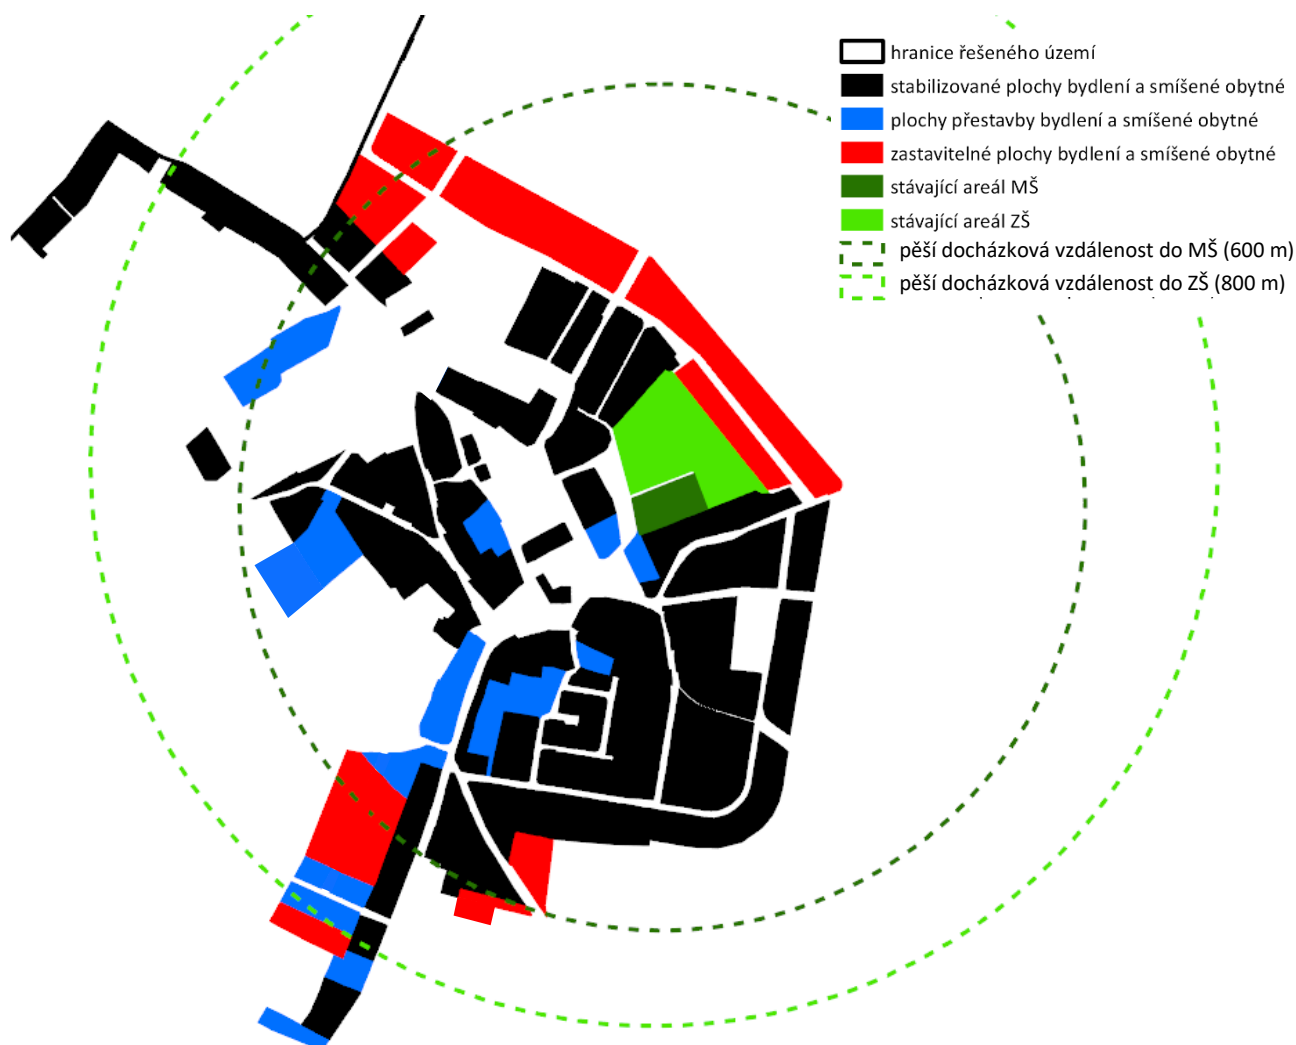 hranice řešeného území
stabilizované plochy bydlení a smíšené obytné
plochy přestavby bydlení a smíšené obytné
zastavitelné plochy bydlení a smíšené obytné
stávající areál MŠ
stávající areál ZŠ
pěší docházková vzdálenost do MŠ (600 m)
pěší docházková vzdálenost do ZŠ (800 m)